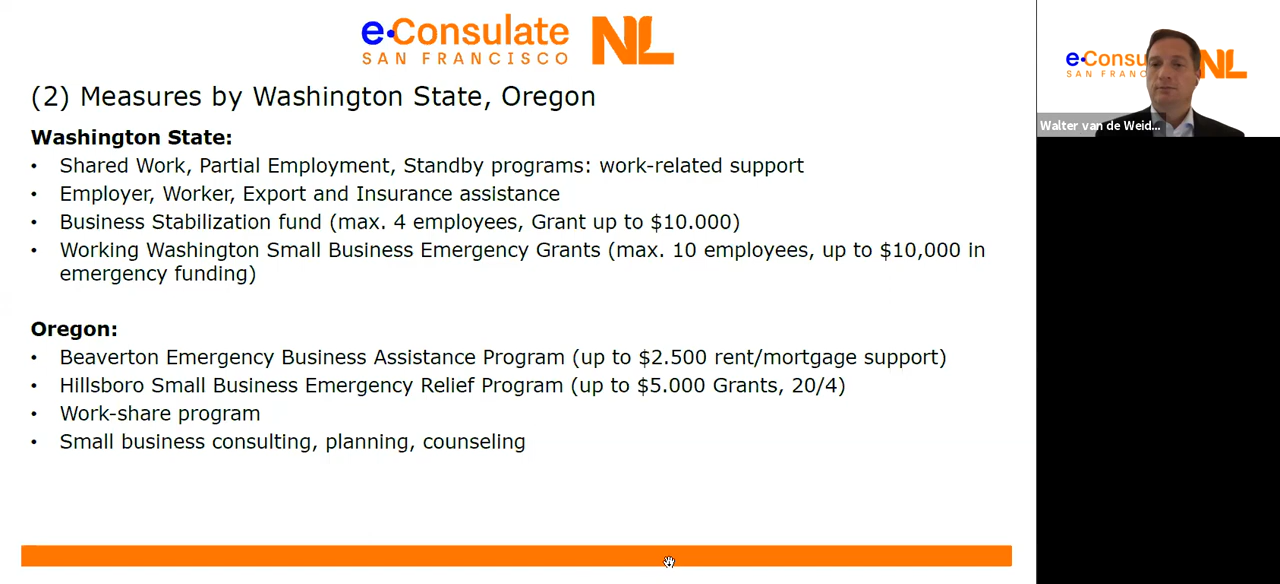 e·Consulate NL
SAN FRANCISCO
(2) Measures by Washington State, Oregon
Washington State:
• Shared Work, Partial Employment, Standby programs: work-related support
• Employer, Worker, Export and Insurance assistance
• Business Stabilization fund (max. 4 employees, Grant up to $10.000)
• Working Washington Small Business Emergency Grants (max. 10 employees, up to $10,000 in
emergency funding)
Oregon:
• Beaverton Emergency Business Assistance Program (up to $2.500 rent/mortgage support)
• Hillsboro Small Business Emergency Relief Program (up to $5.000 Grants, 20/4)
• Work-share program
• Small business consulting, planning, counseling
e·Consu NL
SAN FRANC
Walter van de Weid...